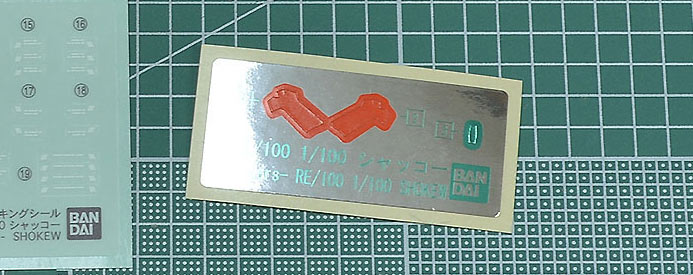 15 16
17 18
19
キングシール
0 シャッコー
- SHOKEW
BAN
DAI
/100 1/100 シャッコー
rs- RE/100 1/100 SHOKEW
BAN
DAI